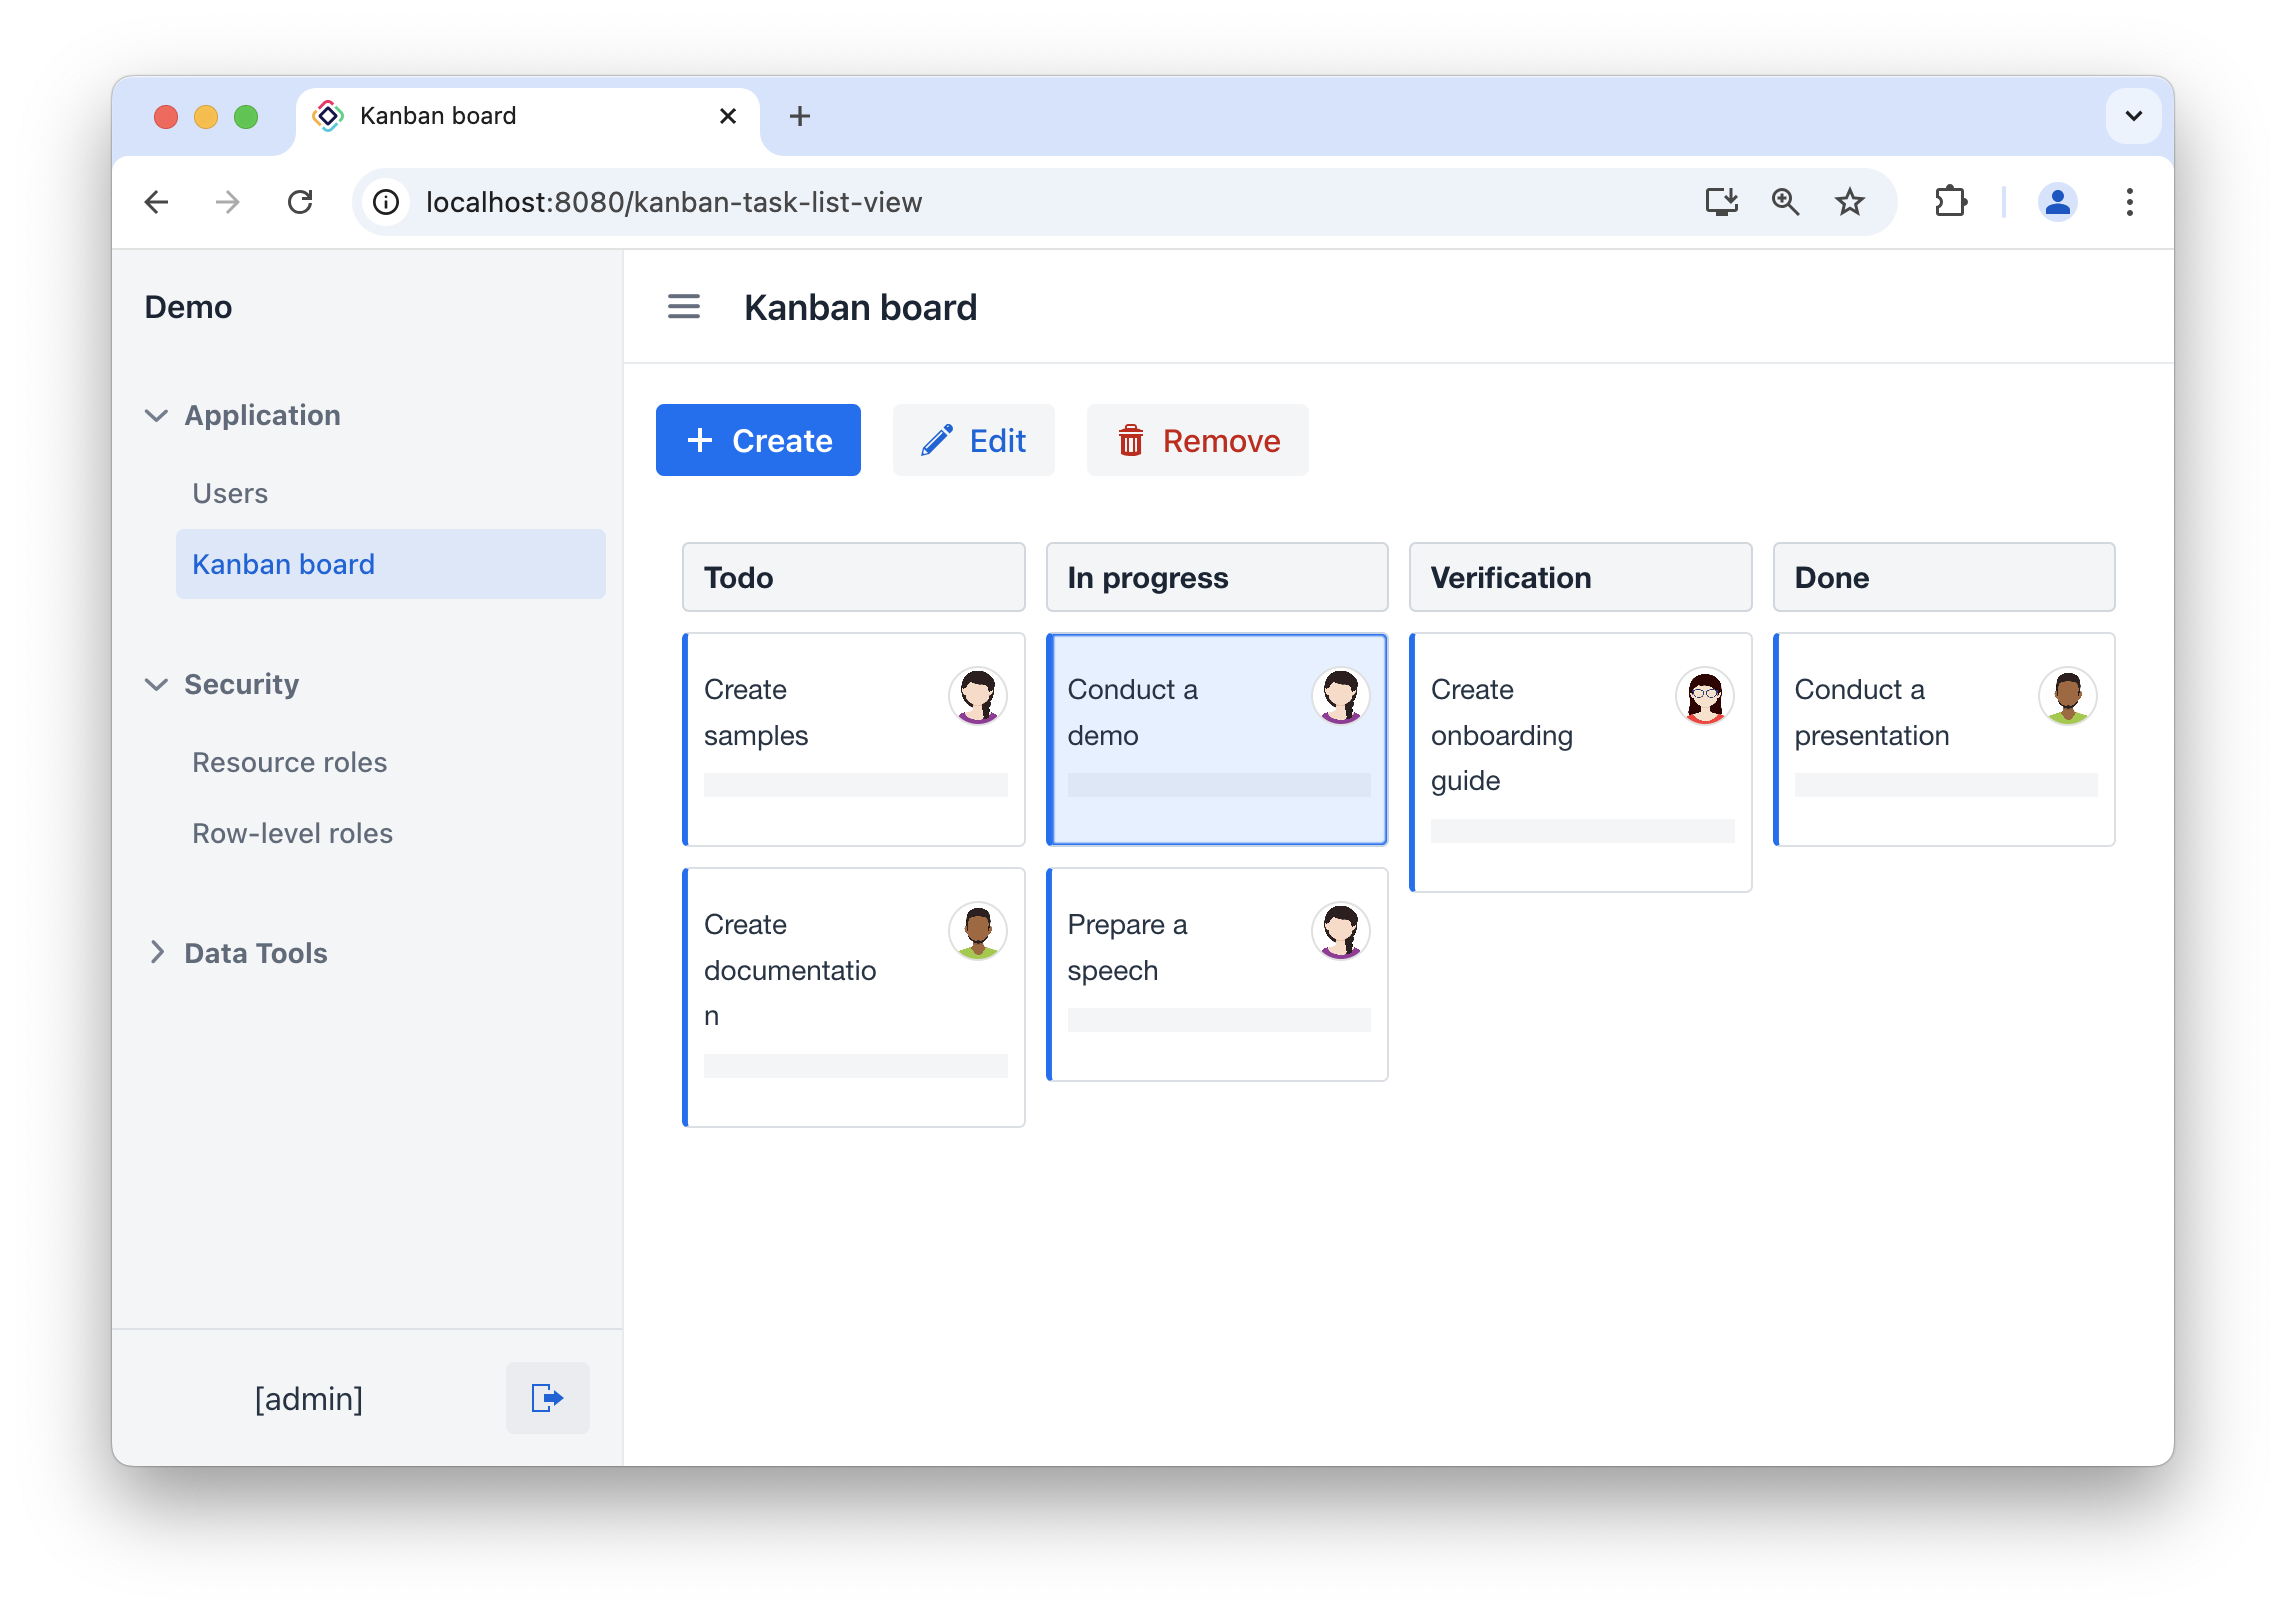 Kanban board
localhost:8080/kanban-task-list-view
Demo
Application
Users
Kanban board
Security
Resource roles
Row-level roles
Data Tools
[admin]
Kanban board
Create
Edit
Remove
Todo
Create
samples
Create
documentatio
n
In progress
Conduct a
demo
Prepare a
speech
Verification
Create
onboarding
guide
Done
Conduct a
presentation